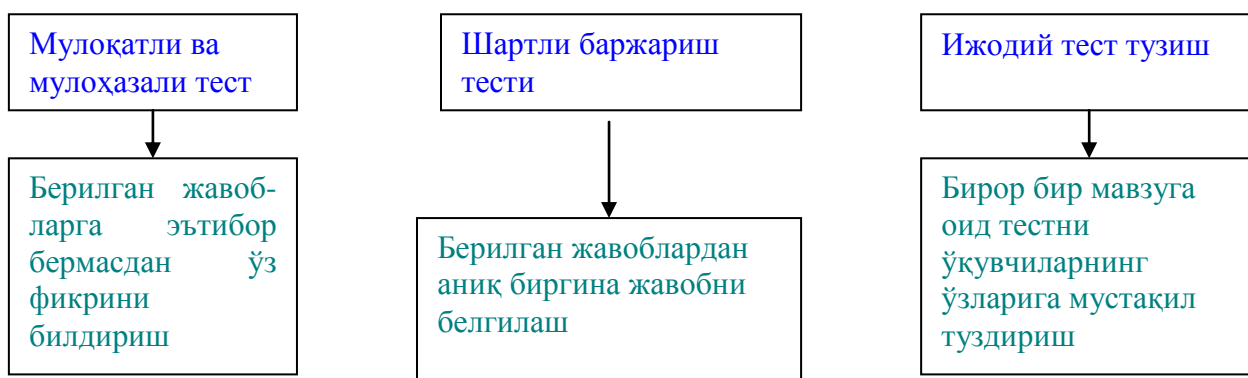 Мулоқатли ва
мулоҳазали тест
Шартли баржариш
тести
Ижодий тест тузиш
Берилган жавоб-
ларга эътибор
бермасдан ўз
фикрини
билдириш
Берилган жавоблардан
аниқ биргина жавобни
белгилаш
Бирор бир мавзуга
оид тестни
ўқувчиларнинг
ўзларига мустақил
туздириш